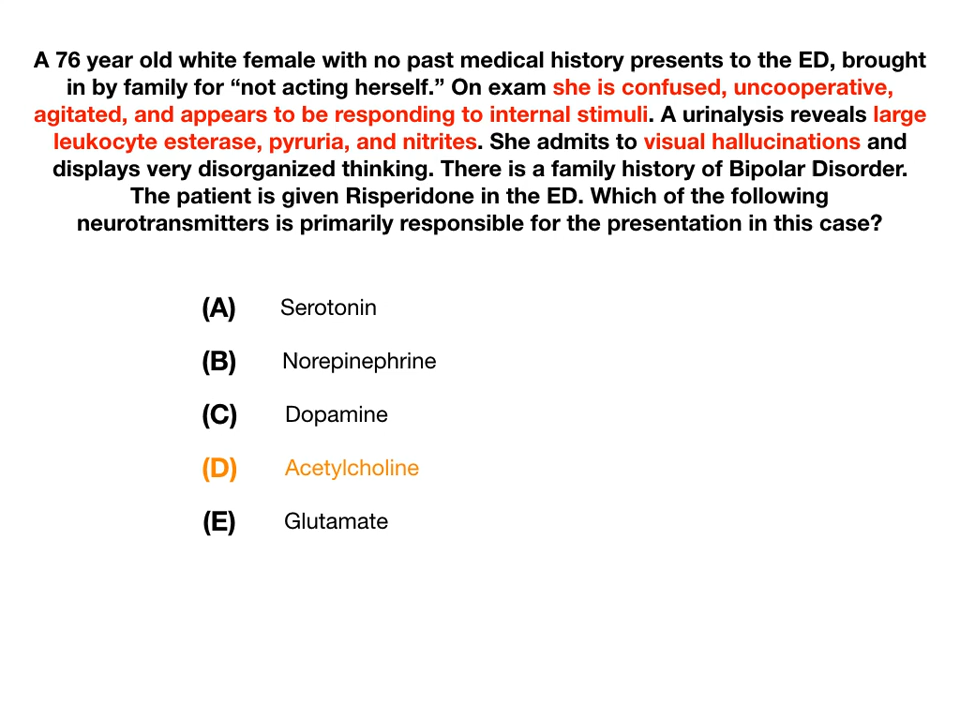 A 76 year old white female with no past medical history presents to the ED, brought
in by family for “not acting herself.” On exam she is confused, uncooperative,
agitated, and appears to be responding to internal stimuli. A urinalysis reveals large
leukocyte esterase, pyruria, and nitrites. She admits to visual hallucinations and
displays very disorganized thinking. There is a family history of Bipolar Disorder.
The patient is given Risperidone in the ED. Which of the following
neurotransmitters is primarily responsible for the presentation in this case?
(A) Serotonin
(B) Norepinephrine
(C) Dopamine
(D) Acetylcholine
(E) Glutamate